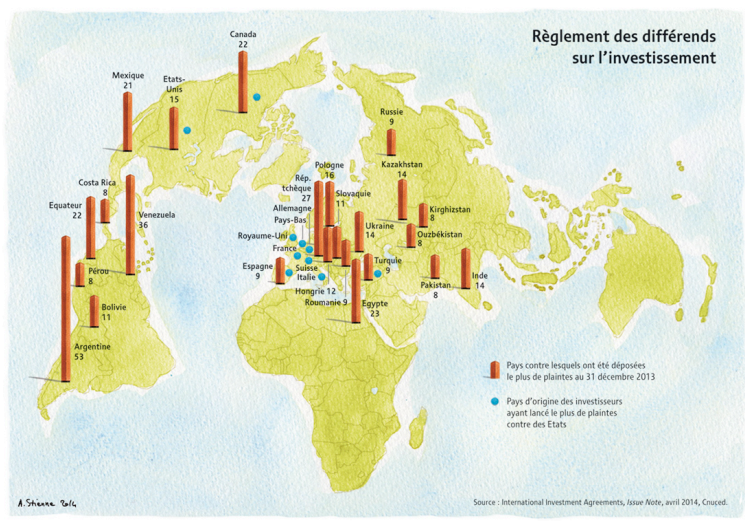 Règlement des différends
sur l'investissement
Canada
22
Mexique
21
Etats-
Unis
15
Russie
9
Pologne
16
Kazakhstan
14
Rép.
tchèque
27
Slovaquie
11
Costa Rica
8
Equateur
22
Venezuela
36
Allemagne
Pays-Bas
Royaume-Uni
France
Ukraine
14
Kirghizstan
8
Ouzbékistan
8
Espagne
9
Suisse
Italie
Turquie
9
Pérou
8
Hongrie 12
Roumanie 9
Egypte
23
Pakistan
8
Inde
14
Bolivie
11
Argentine
53
Pays contre lesquels ont été déposées
le plus de plaintes au 31 décembre 2013
Pays d'origine des investisseurs
ayant lancé le plus de plaintes
contre des Etats
A. Stienne 2014
Source : International Investment Agreements, Issue Note, avril 2014, Cnuçed.